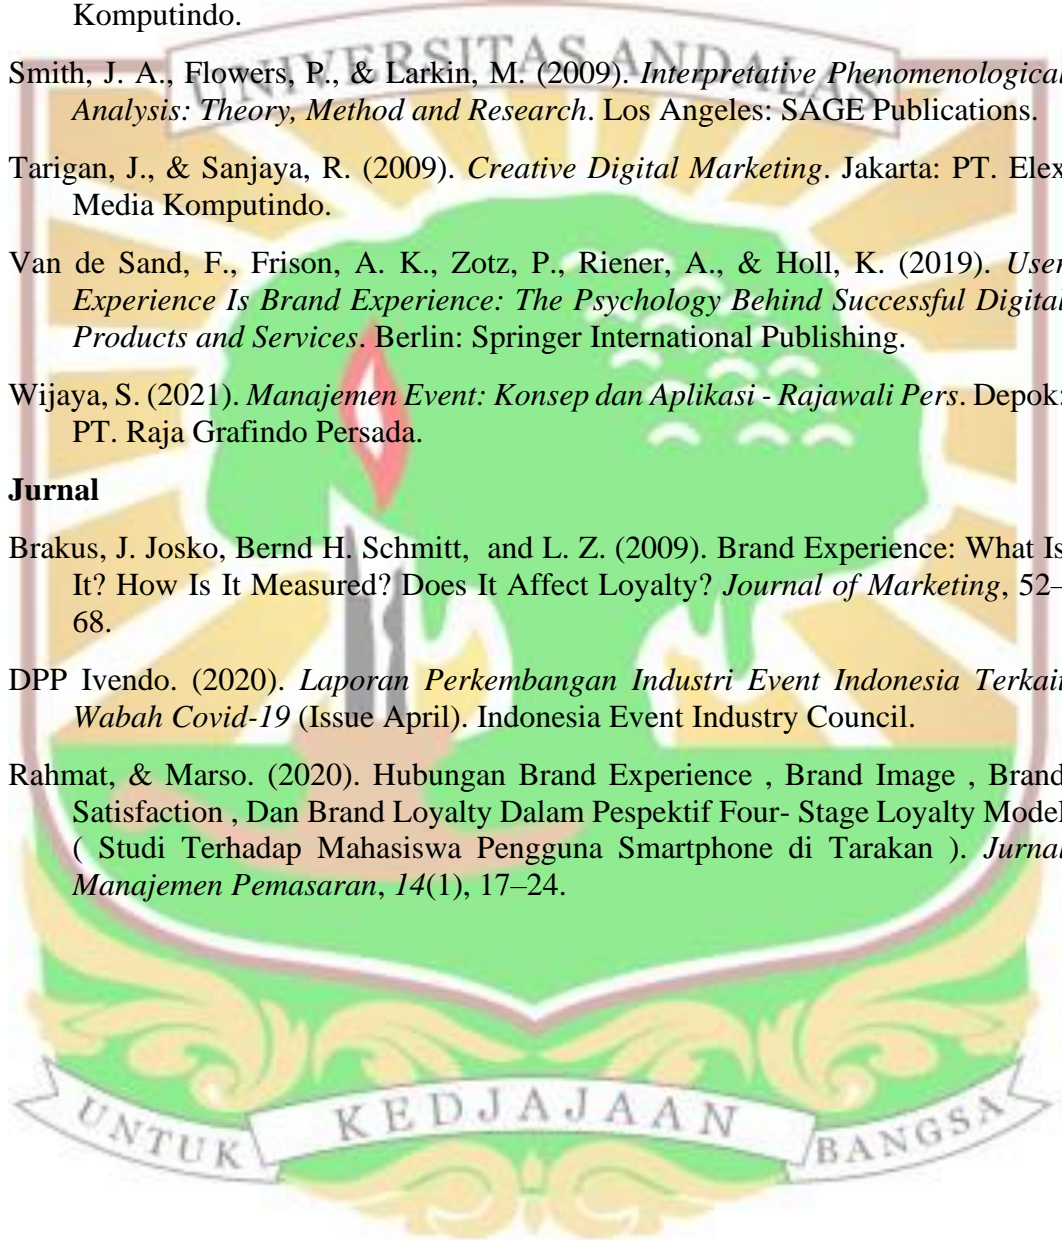 Komputindo.
UNIVERSITAS ANDALAS
Smith, J. A., Flowers, P., & Larkin, M. (2009). Interpretative Phenomenological
Analysis: Theory, Method and Research. Los Angeles: SAGE Publications.
Tarigan, J., & Sanjaya, R. (2009). Creative Digital Marketing. Jakarta: PT. Elex
Media Komputindo.
Van de Sand, F., Frison, A. K., Zotz, P., Riener, A., & Holl, K. (2019). User
Experience Is Brand Experience: The Psychology Behind Successful Digital
Products and Services. Berlin: Springer International Publishing.
Wijaya, S. (2021). Manajemen Event: Konsep dan Aplikasi - Rajawali Pers. Depok:
PT. Raja Grafindo Persada.
Jurnal
Brakus, J. Josko, Bernd H. Schmitt,  and L. Z. (2009). Brand Experience: What Is
It? How Is It Measured? Does It Affect Loyalty? Journal of Marketing, 52–
68.
DPP Ivendo. (2020). Laporan Perkembangan Industri Event Indonesia Terkait
Wabah Covid-19 (Issue April). Indonesia Event Industry Council.
Rahmat, & Marso. (2020). Hubungan Brand Experience , Brand Image , Brand
Satisfaction , Dan Brand Loyalty Dalam Pespektif Four- Stage Loyalty Model
( Studi Terhadap Mahasiswa Pengguna Smartphone di Tarakan ). Jurnal
Manajemen Pemasaran, 14(1), 17–24.
UNTUK KEDJAJAAN BANGSA